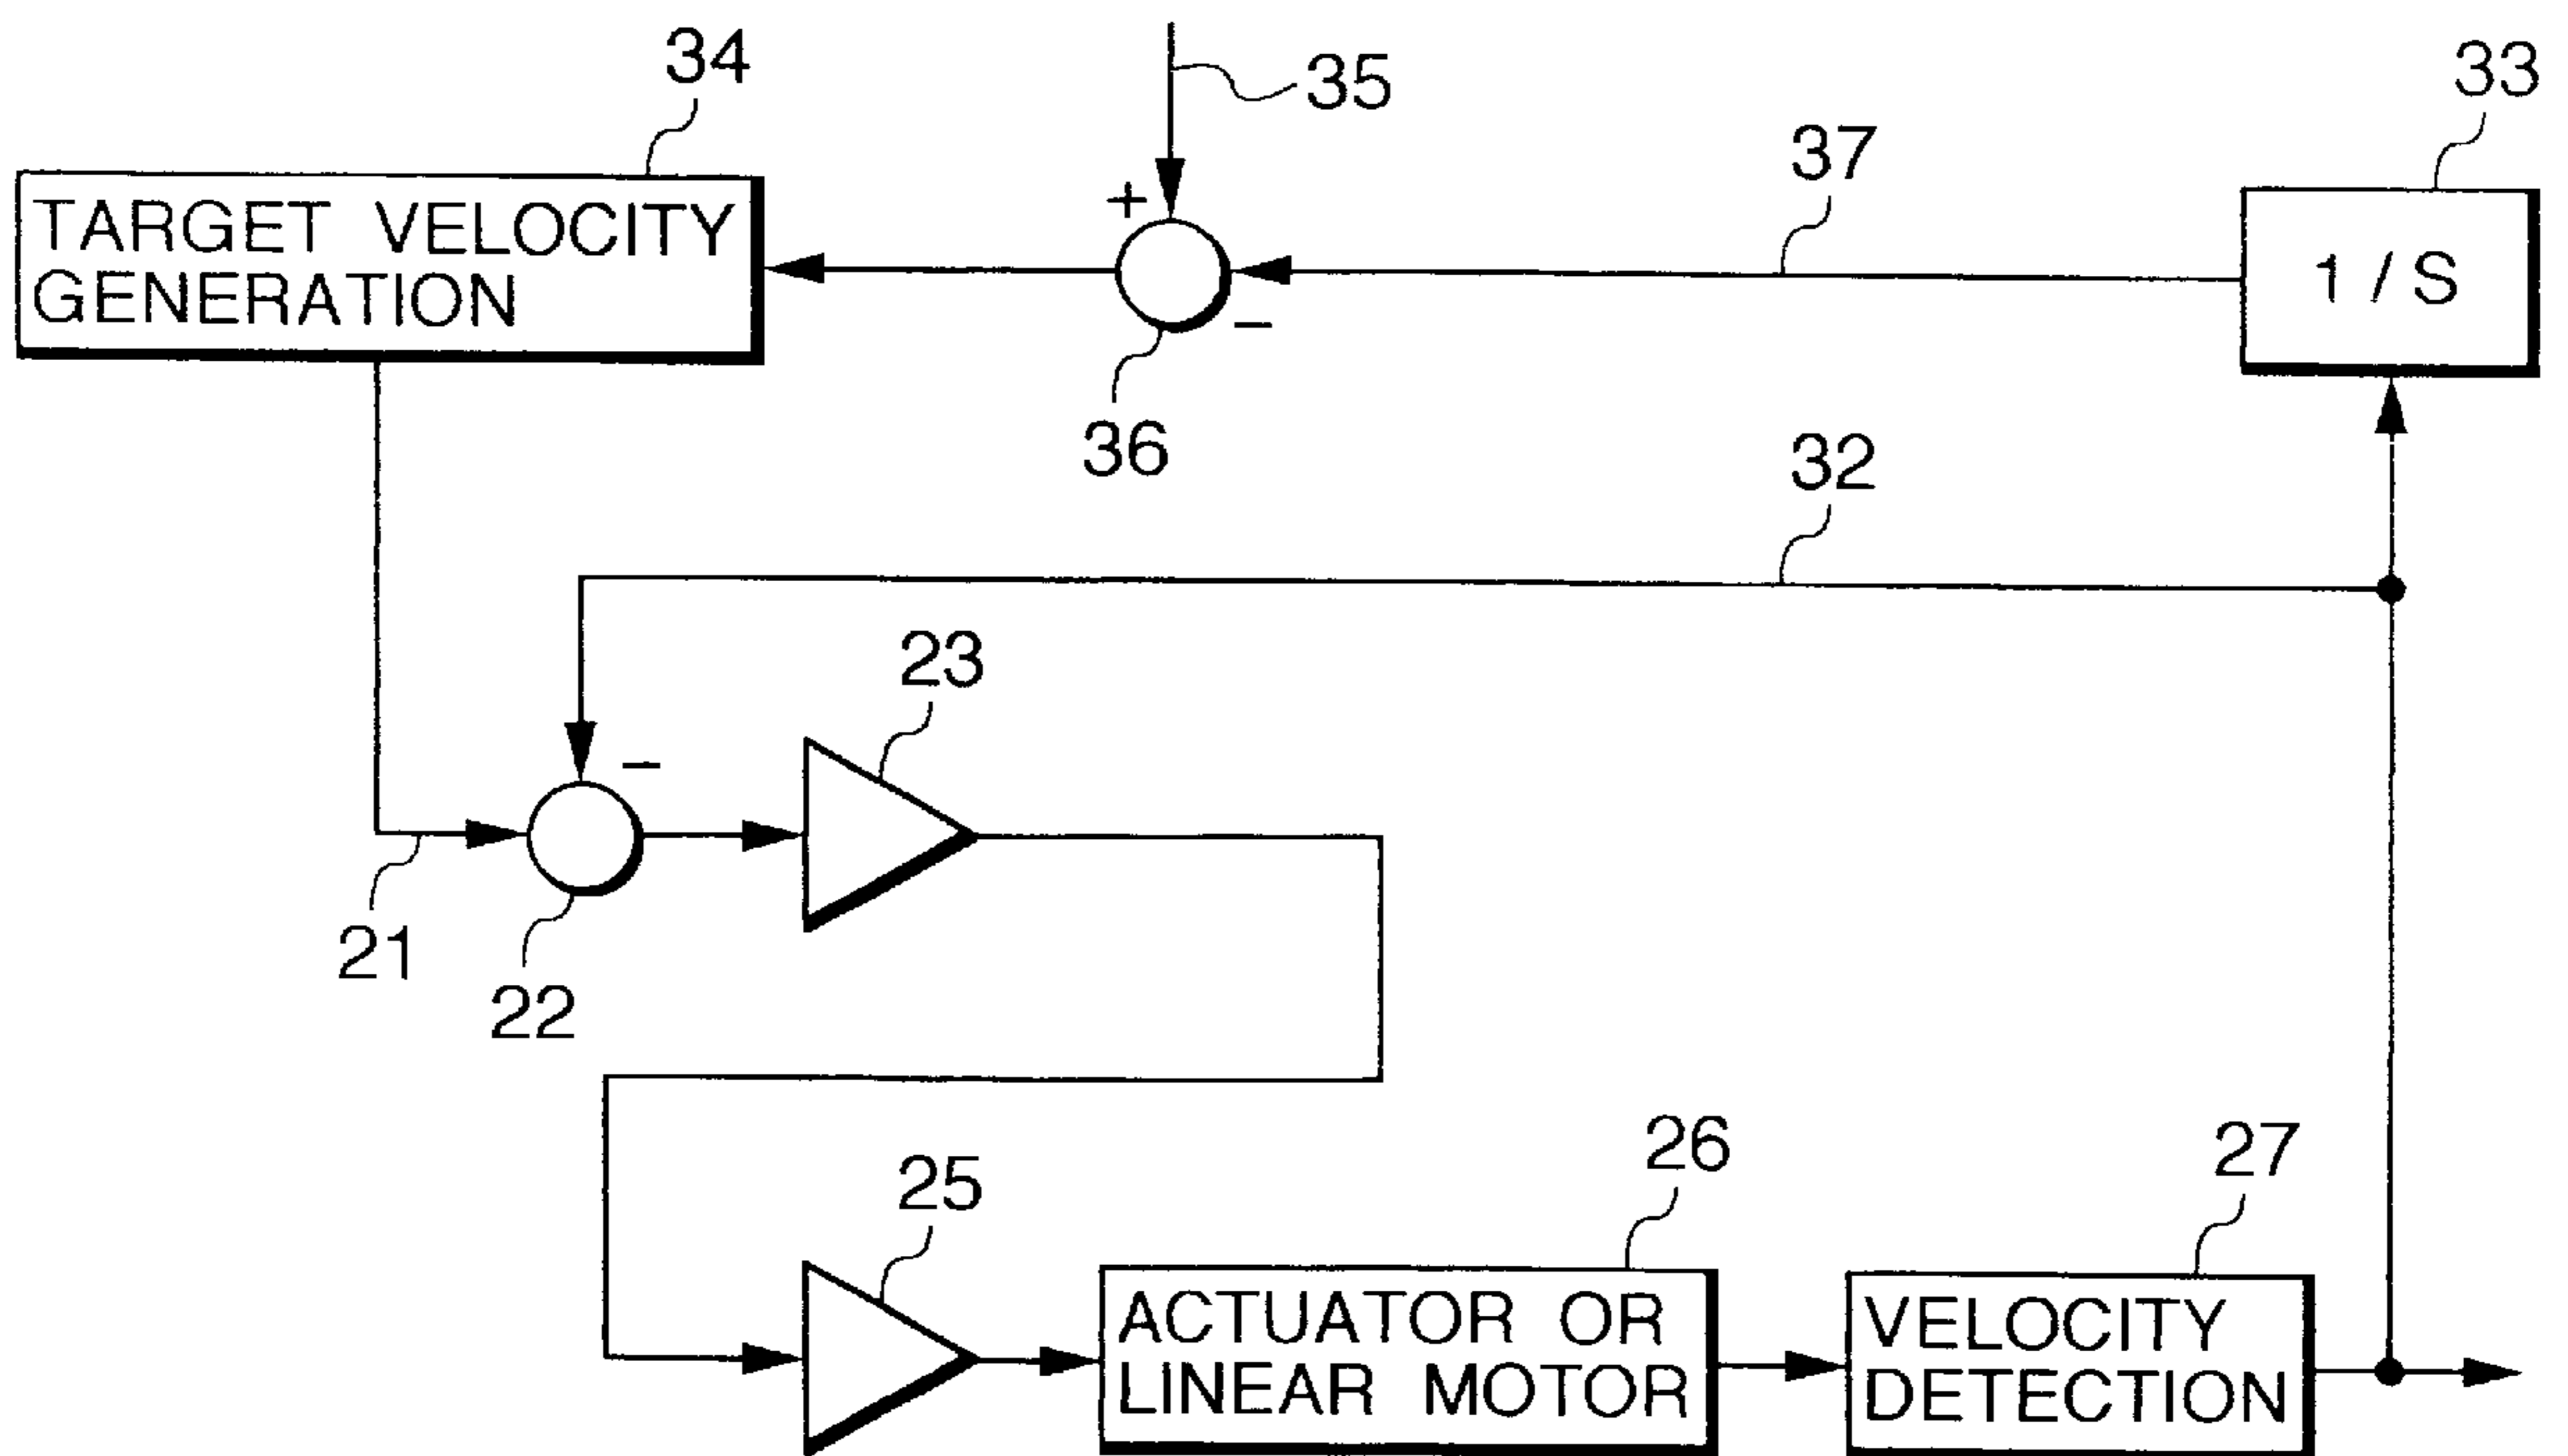 34
35
33
37
TARGET VELOCITY
GENERATION
+
1 / S
−
36
32
23
−
21
22
26
27
25
ACTUATOR OR
LINEAR MOTOR
VELOCITY
DETECTION